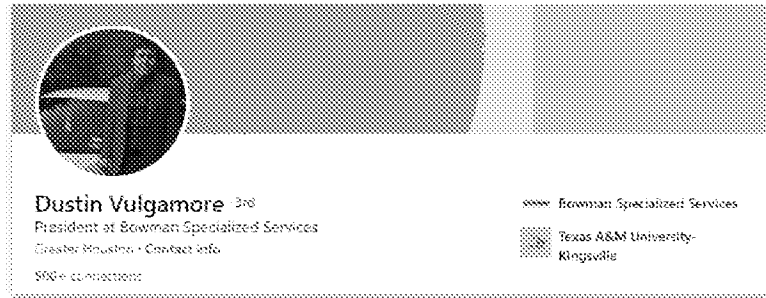 Dustin Vulgamore · 3rd
President at Bowman Specialized Services
Greater Houston · Contact info
500+ connections
Bowman Specialized Services
Texas A&M University-
Kingsville